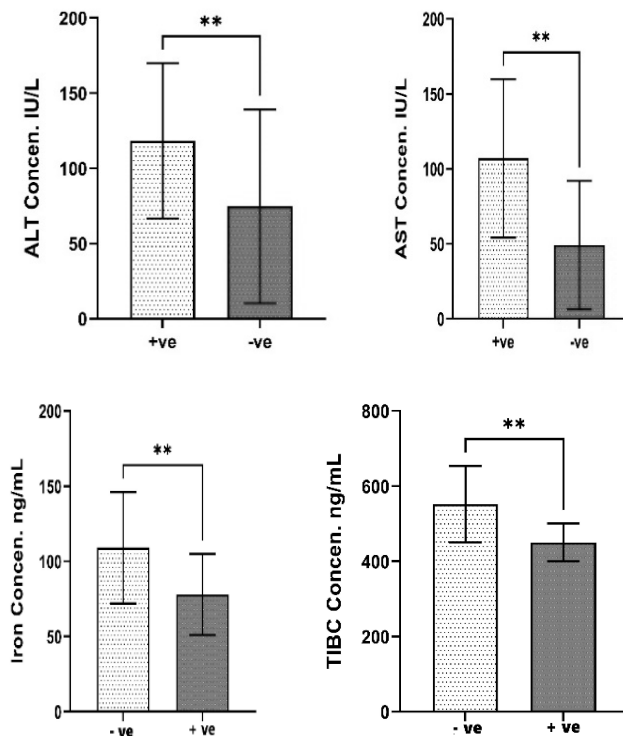 ALT Concen. IU/L
200
150
100
50
0
**
+ve
-ve
AST Concen. IU/L
200
150
100
50
0
**
+ve
-ve
Iron Concen. ng/mL
200
150
100
50
0
**
- ve
+ ve
TIBC Concen. ng/mL
800
600
400
200
0
**
- ve
+ ve